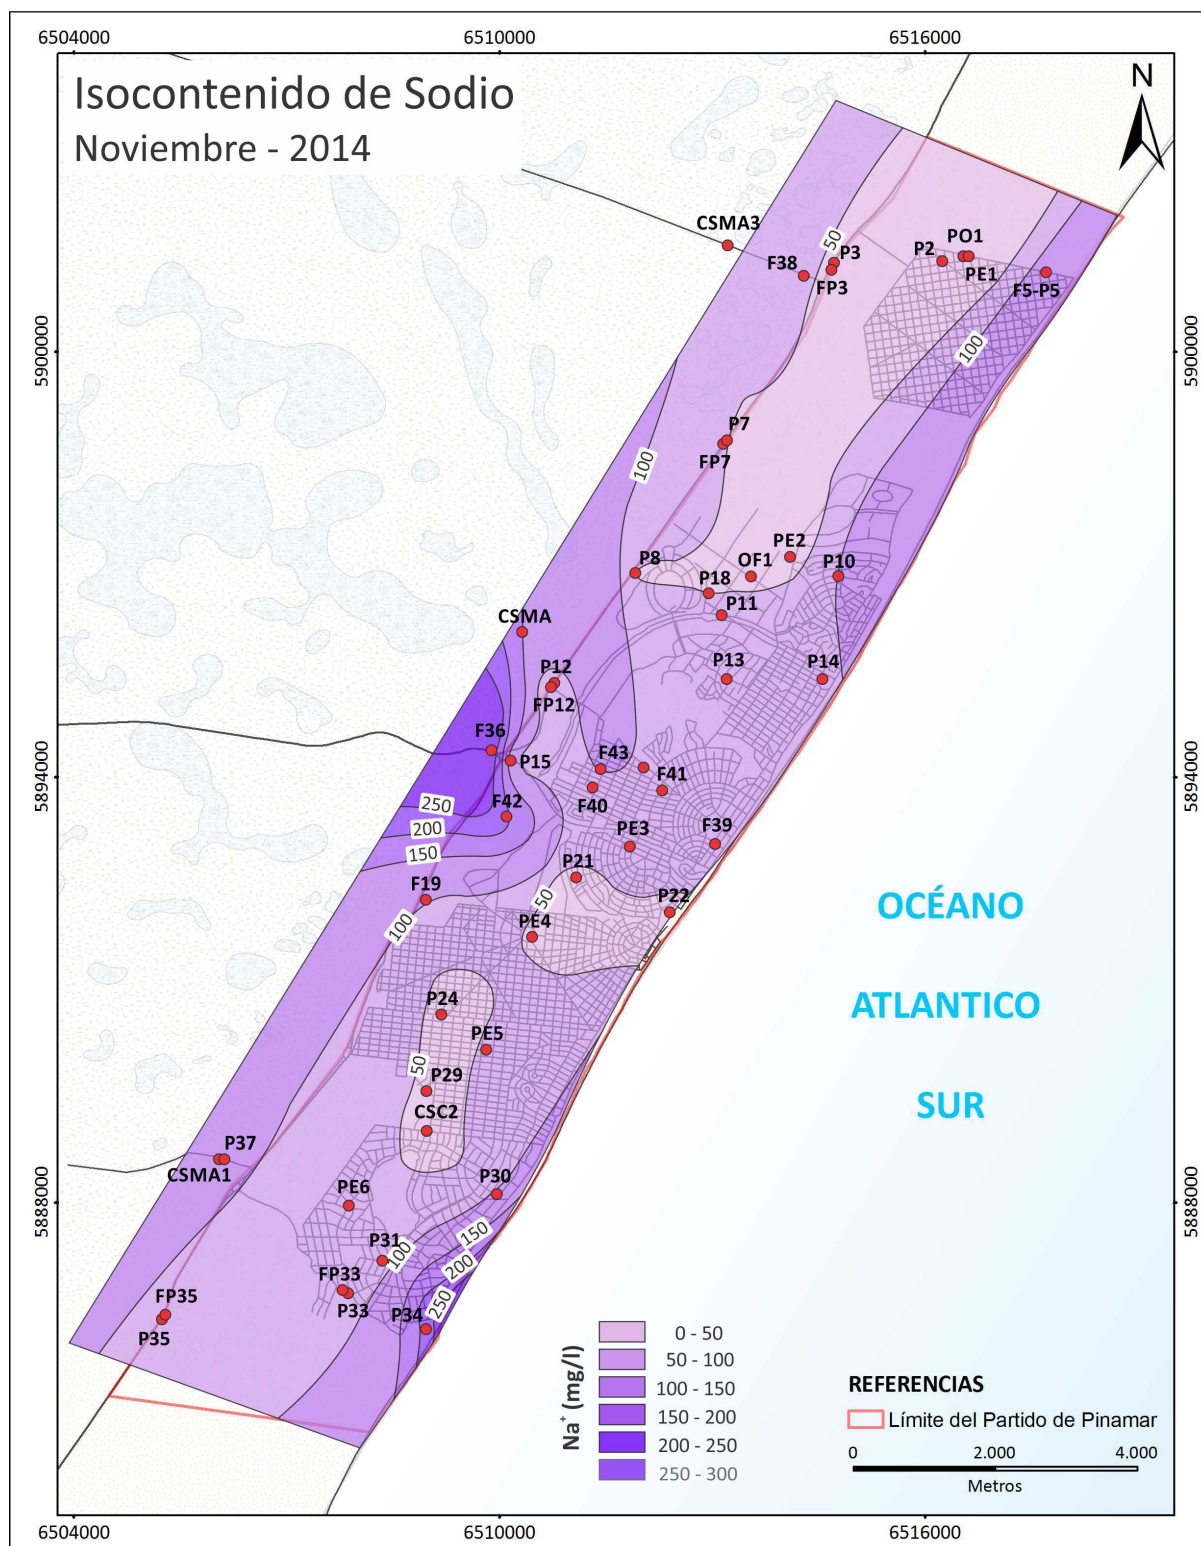 6504000
6510000
6516000
Isocontenido de Sodio
Noviembre - 2014
N
CSMA3
F38
50
P3
FP3
P2
PO1
PE1
F5-P5
5900000
5900000
100
P7
FP7
100
P8
PE2
OF1
P10
P18
P11
CSMA
P12
FP12
P13
P14
F36
P15
F43
F41
F40
5894000
5894000
250
F42
200
150
PE3
F39
P21
F19
50
P22
PE4
100
OCÉANO
ATLANTICO
SUR
P24
PE5
50
P29
CSC2
P37
CSMA1
PE6
P30
5888000
5888000
150
P31
100
200
FP33
P33
250
P34
FP35
P35
Na⁺ (mg/l)
0 - 50
50 - 100
100 - 150
150 - 200
200 - 250
250 - 300
REFERENCIAS
Límite del Partido de Pinamar
0 2.000 4.000
Metros
6504000
6510000
6516000